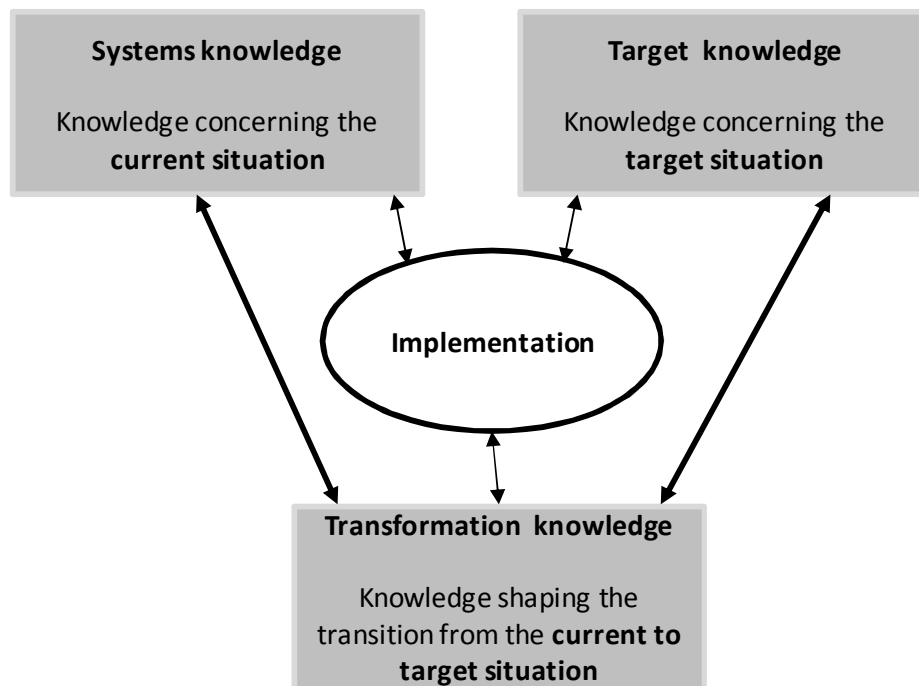 Systems knowledge
Knowledge concerning the
current situation
Target knowledge
Knowledge concerning the
target situation
Implementation
Transformation knowledge
Knowledge shaping the
transition from the current to
target situation